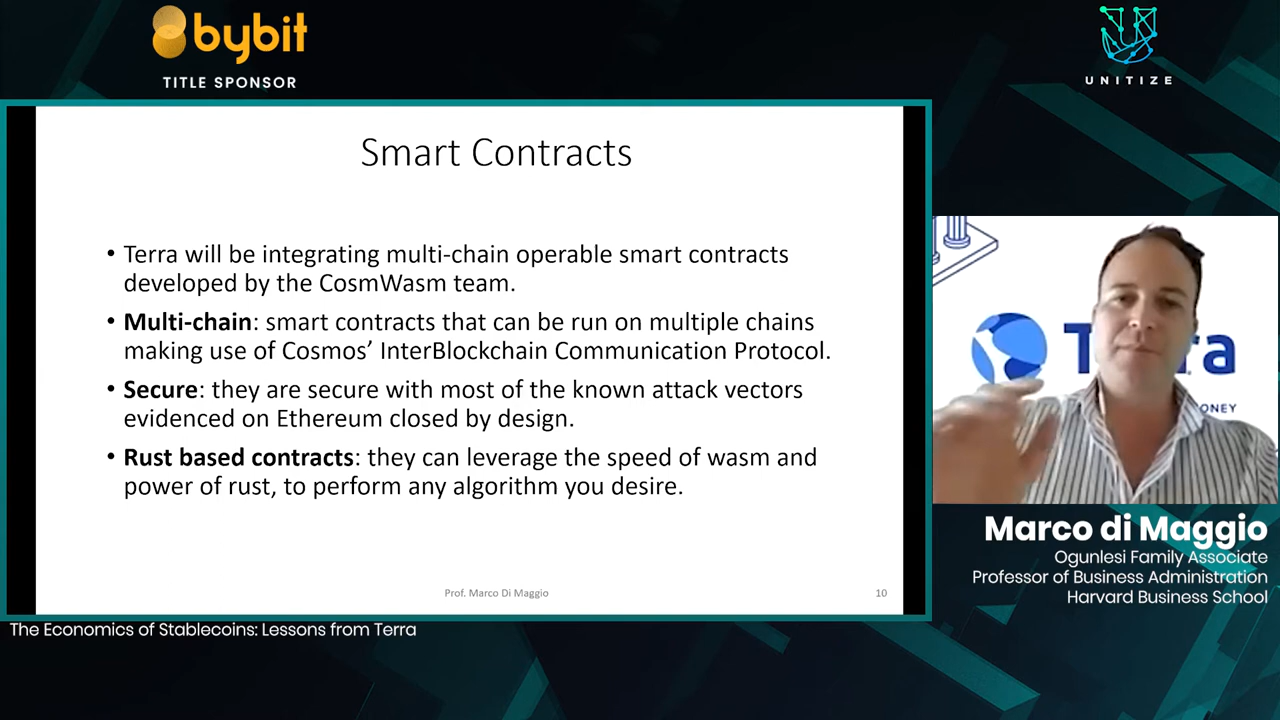 bybit
TITLE SPONSOR
UNITIZE
Smart Contracts
• Terra will be integrating multi-chain operable smart contracts
developed by the CosmWasm team.
• Multi-chain: smart contracts that can be run on multiple chains
making use of Cosmos’ InterBlockchain Communication Protocol.
• Secure: they are secure with most of the known attack vectors
evidenced on Ethereum closed by design.
• Rust based contracts: they can leverage the speed of wasm and
power of rust, to perform any algorithm you desire.
Prof. Marco Di Maggio
10
Marco di Maggio
Ogunlesi Family Associate
Professor of Business Administration
Harvard Business School
The Economics of Stablecoins: Lessons from Terra